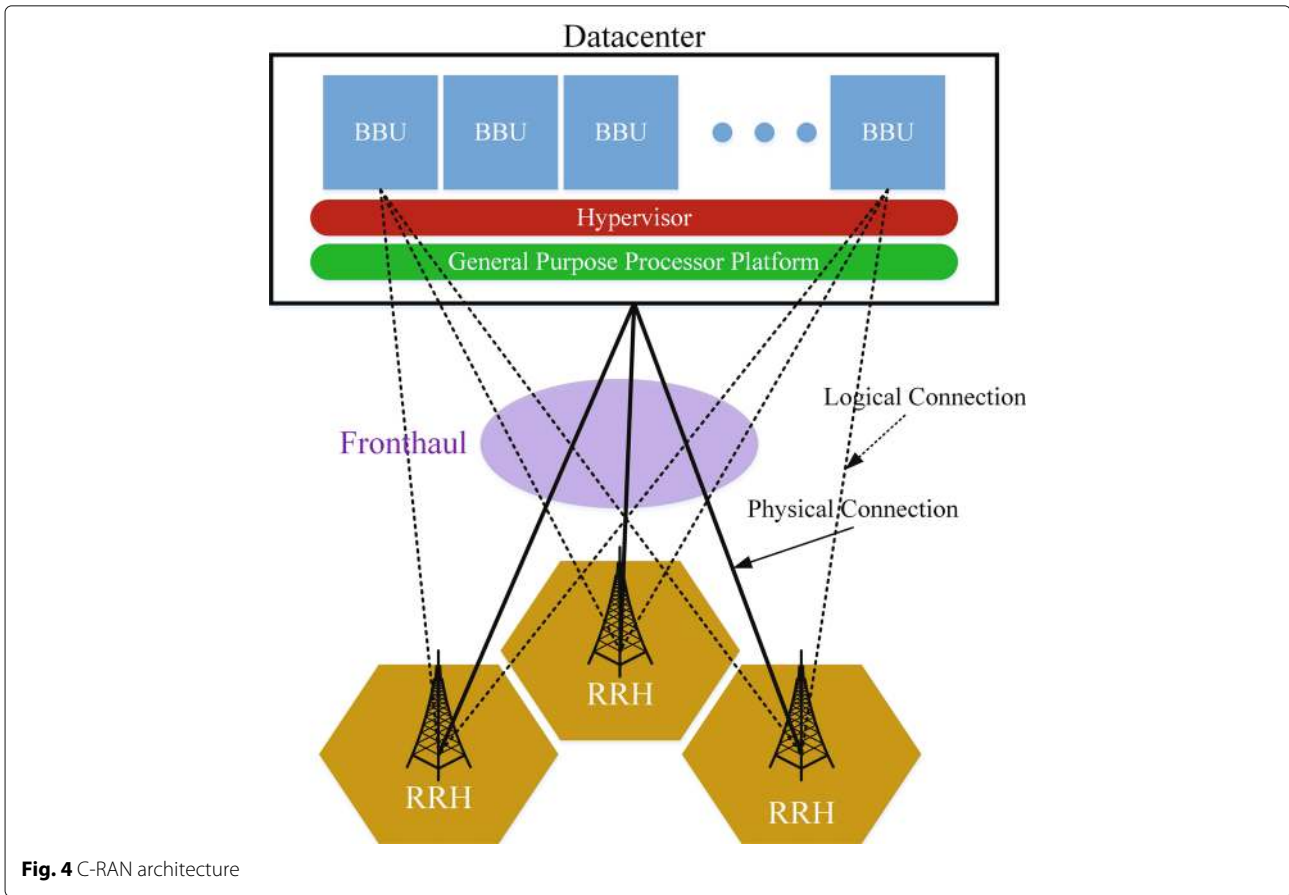 Datacenter
BBU BBU BBU BBU
Hypervisor
General Purpose Processor Platform
Logical Connection
Fronthaul
Physical Connection
RRH
RRH RRH
Fig. 4 C-RAN architecture